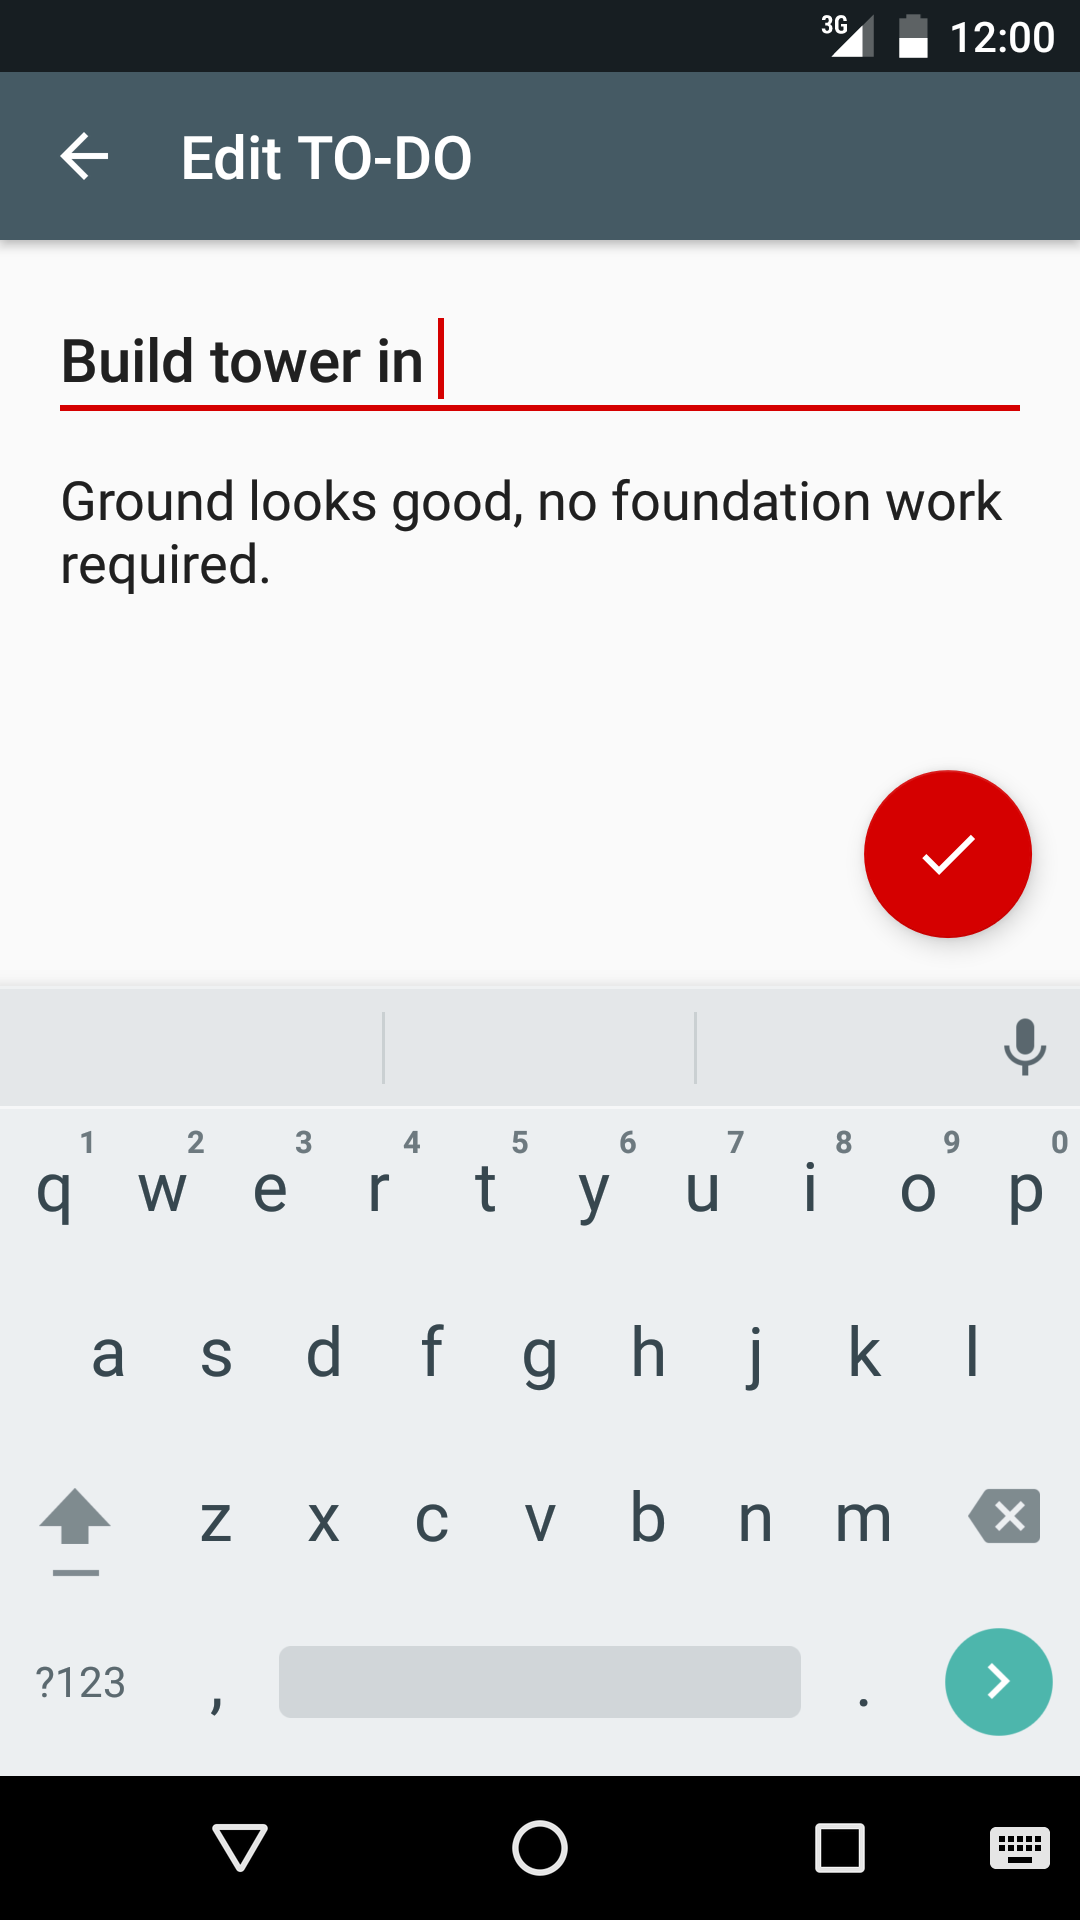 3G 12:00
Edit TO-DO
Build tower in
Ground looks good, no foundation work
required.
1 2 3 4 5 6 7 8 9 0
q w e r t y u i o p
a s d f g h j k l
z x c v b n m
?123 , .